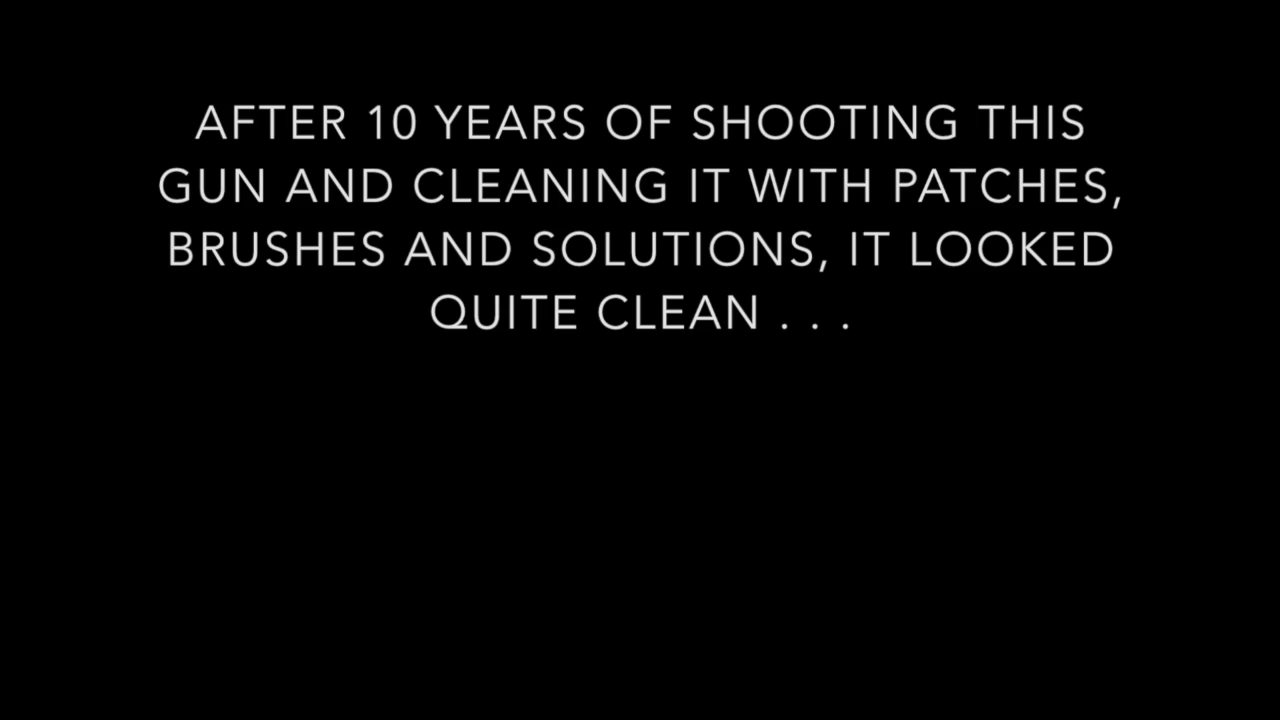 AFTER 10 YEARS OF SHOOTING THIS
GUN AND CLEANING IT WITH PATCHES,
BRUSHES AND SOLUTIONS, IT LOOKED
QUITE CLEAN . . .